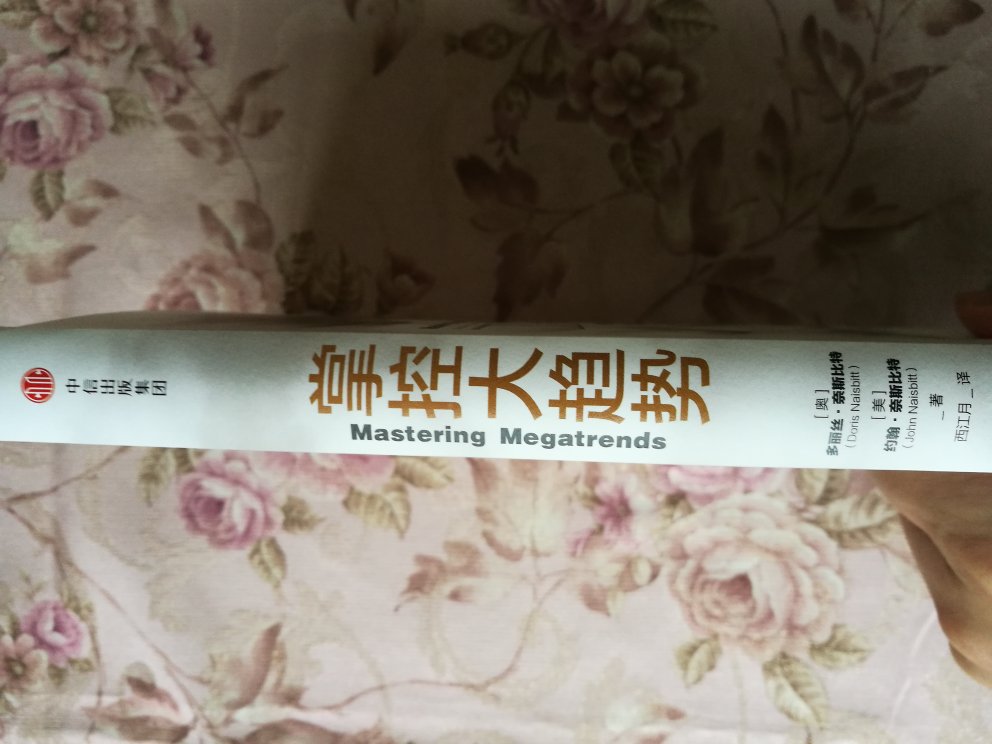 掌控大趋势
Mastering Megatrends
[奥]
多丽丝·奈斯比特
(Doris Naisbitt)
[美]
约翰·奈斯比特
(John Naisbitt)
_著
西江月_译
中信出版集团